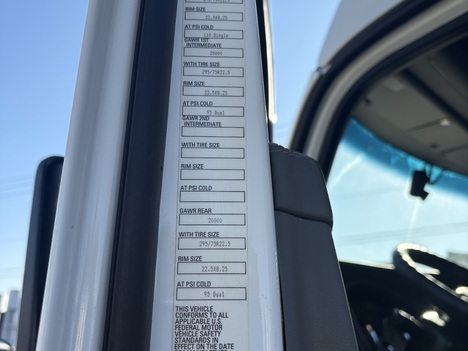 RIM SIZE
22.5X8.25
AT PSI COLD
110 Single
GAWR 1ST
INTERMEDIATE
20000
WITH TIRE SIZE
295/75R22.5
RIM SIZE
22.5X8.25
AT PSI COLD
95 Dual
GAWR 2ND
INTERMEDIATE
WITH TIRE SIZE
RIM SIZE
AT PSI COLD
GAWR REAR
20000
WITH TIRE SIZE
295/75R22.5
RIM SIZE
22.5X8.25
AT PSI COLD
95 Dual
THIS VEHICLE
CONFORMS TO ALL
APPLICABLE U.S.
FEDERAL MOTOR
VEHICLE SAFETY
STANDARDS IN
EFFECT ON THE DATE